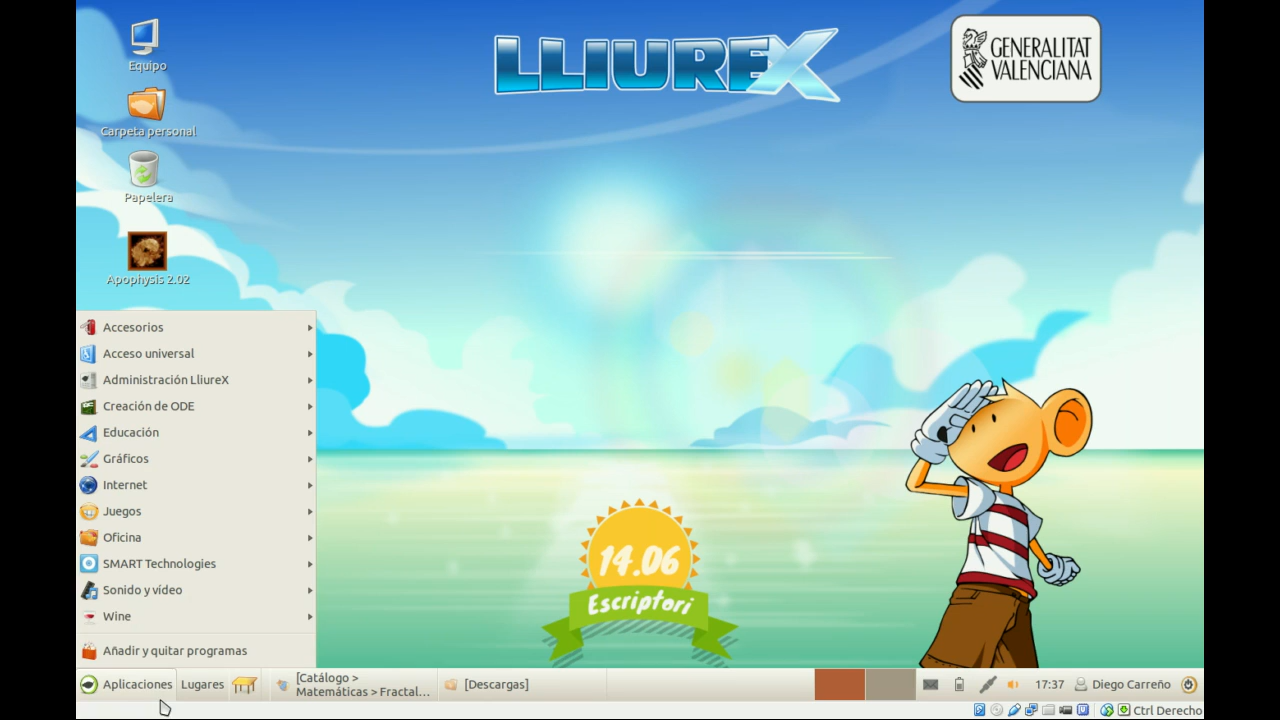 Equipo
LLIUREX
GENERALITAT
VALENCIANA
Carpeta personal
Papelera
Apophysis 2.02
Accesorios
Acceso universal
Administración LliureX
Creación de ODE
Educación
Gráficos
Internet
Juegos
Oficina
SMART Technologies
Sonido y vídeo
Wine
Añadir y quitar programas
14.06
Escriptori
Aplicaciones
Lugares
[Catálogo >
Matemáticas > Fractal...
[Descargas]
17:37
Diego Carreño
Ctrl Derecho